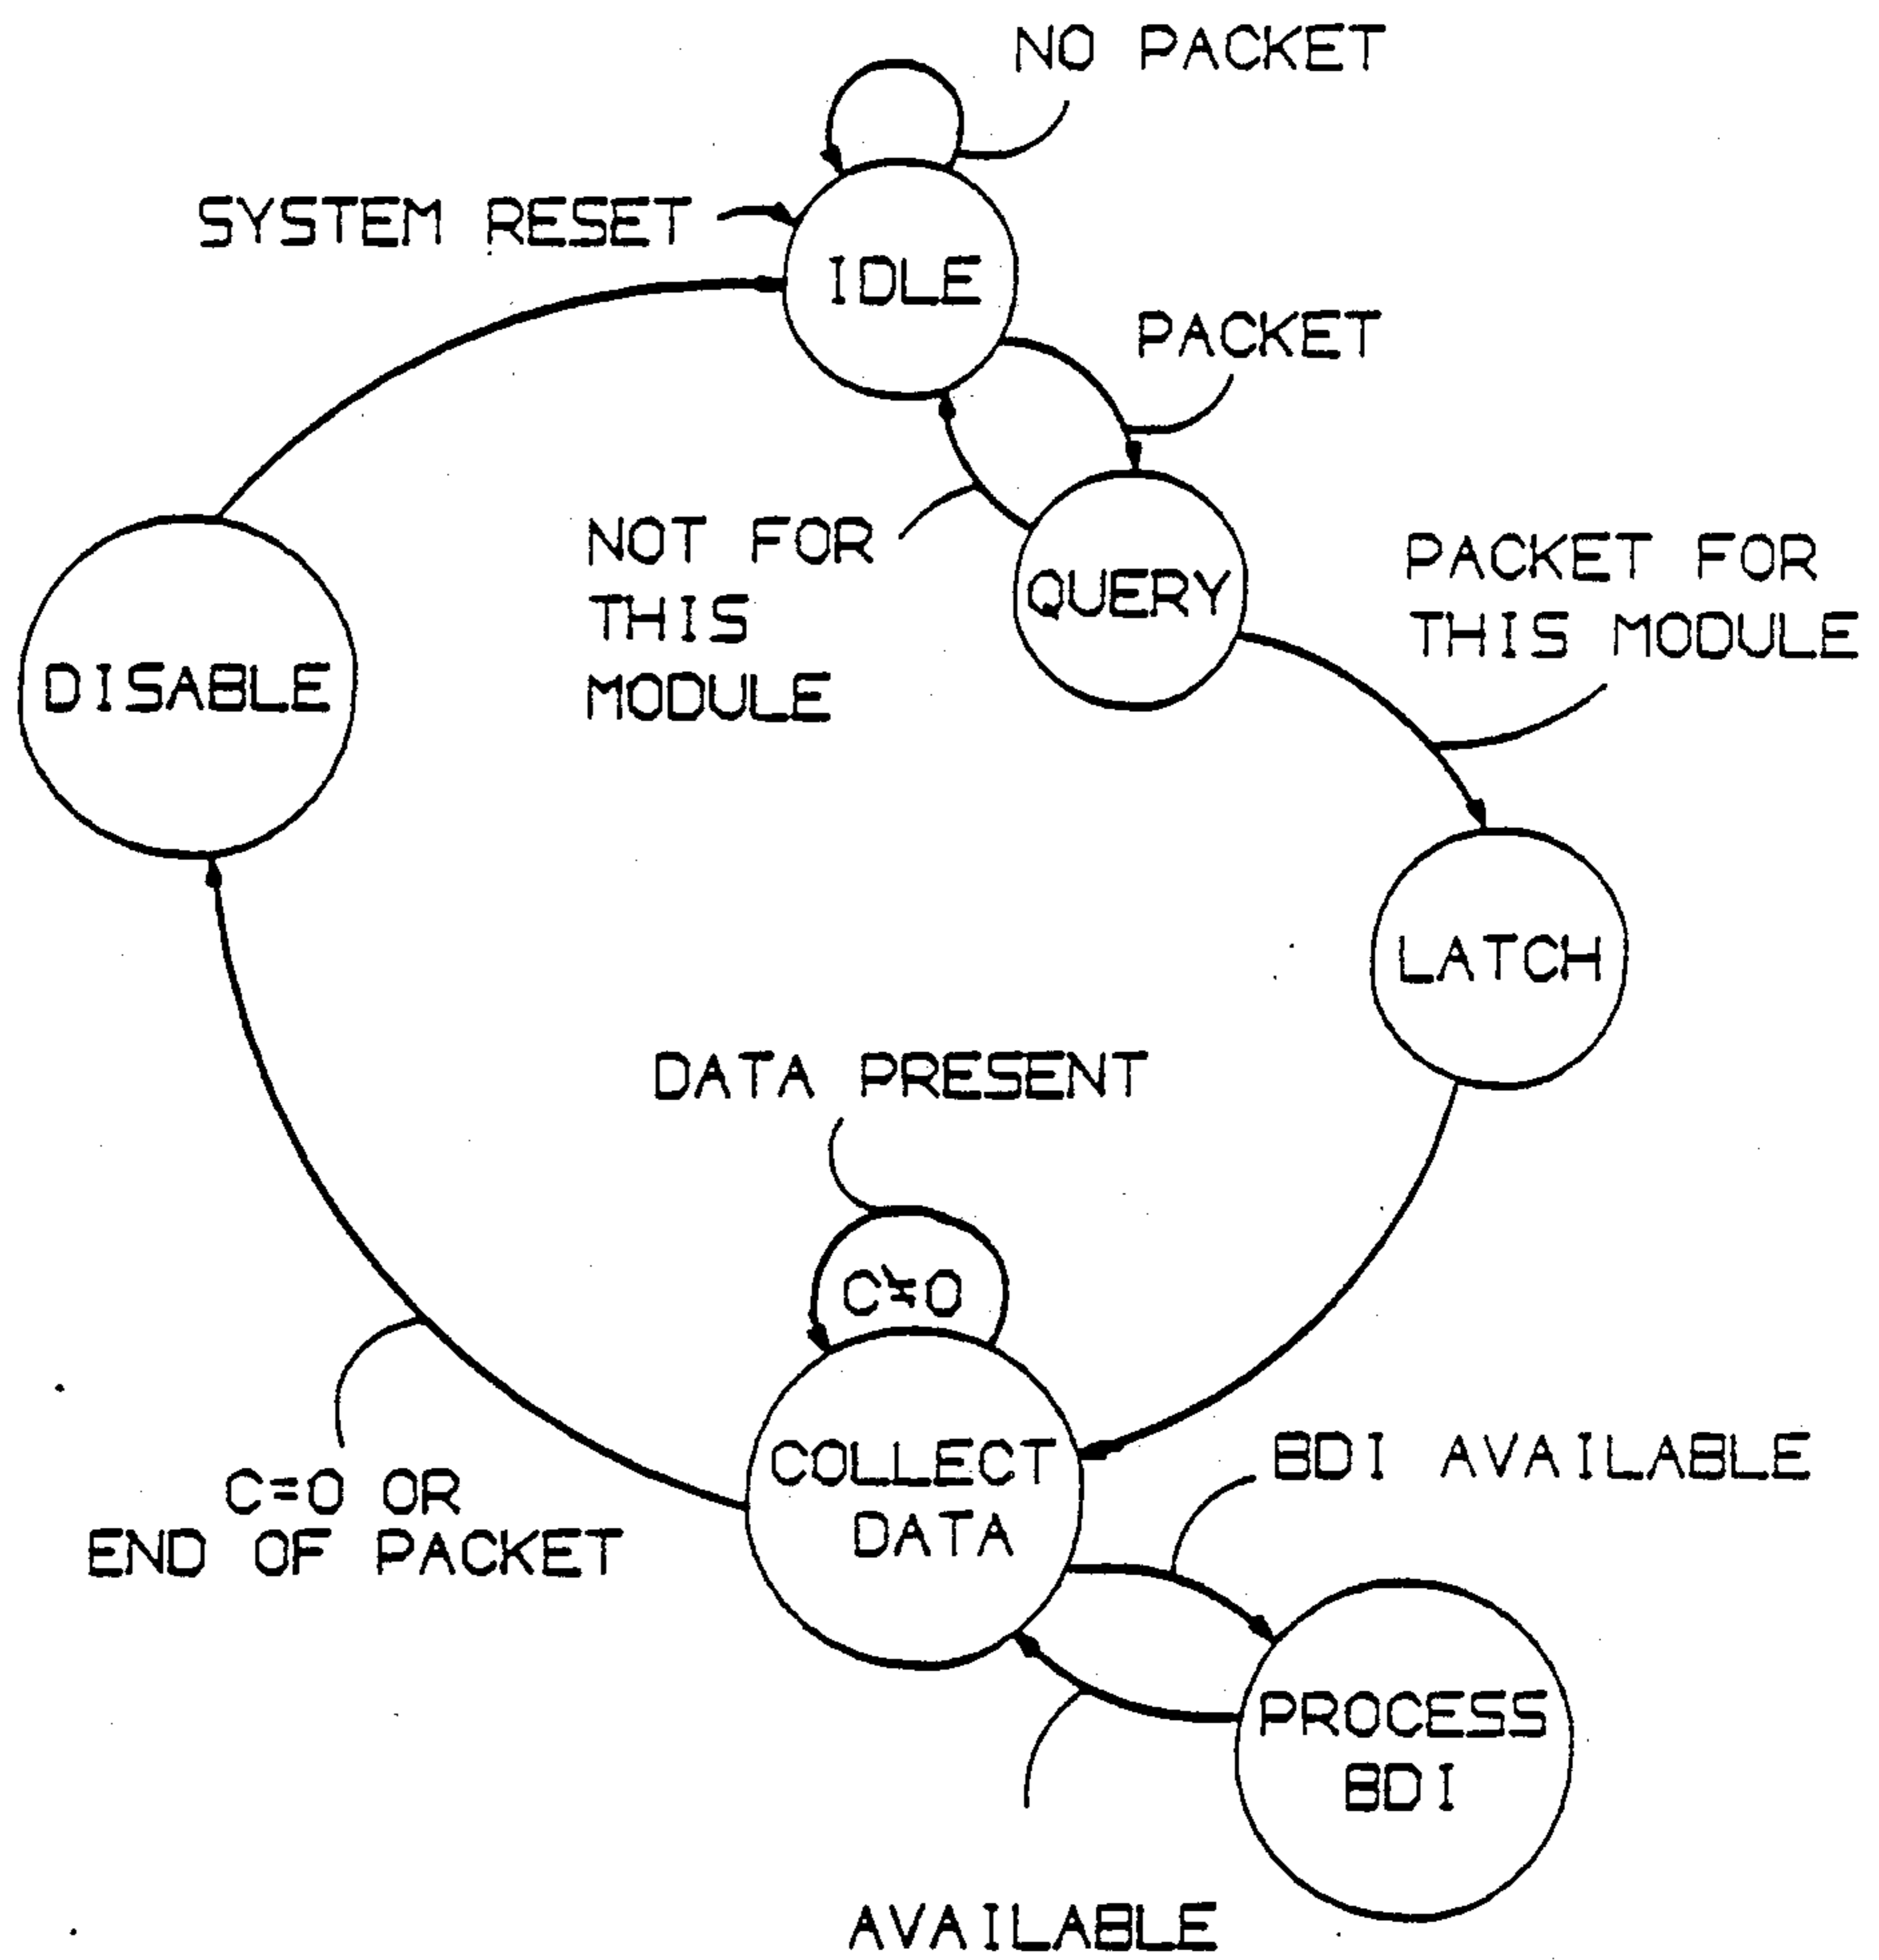 NO PACKET
SYSTEM RESET
IDLE
PACKET
NOT FOR
THIS
MODULE
QUERY
PACKET FOR
THIS MODULE
DISABLE
LATCH
DATA PRESENT
C≠0
COLLECT
DATA
C=0 OR
END OF PACKET
BDI AVAILABLE
PROCESS
BDI
AVAILABLE